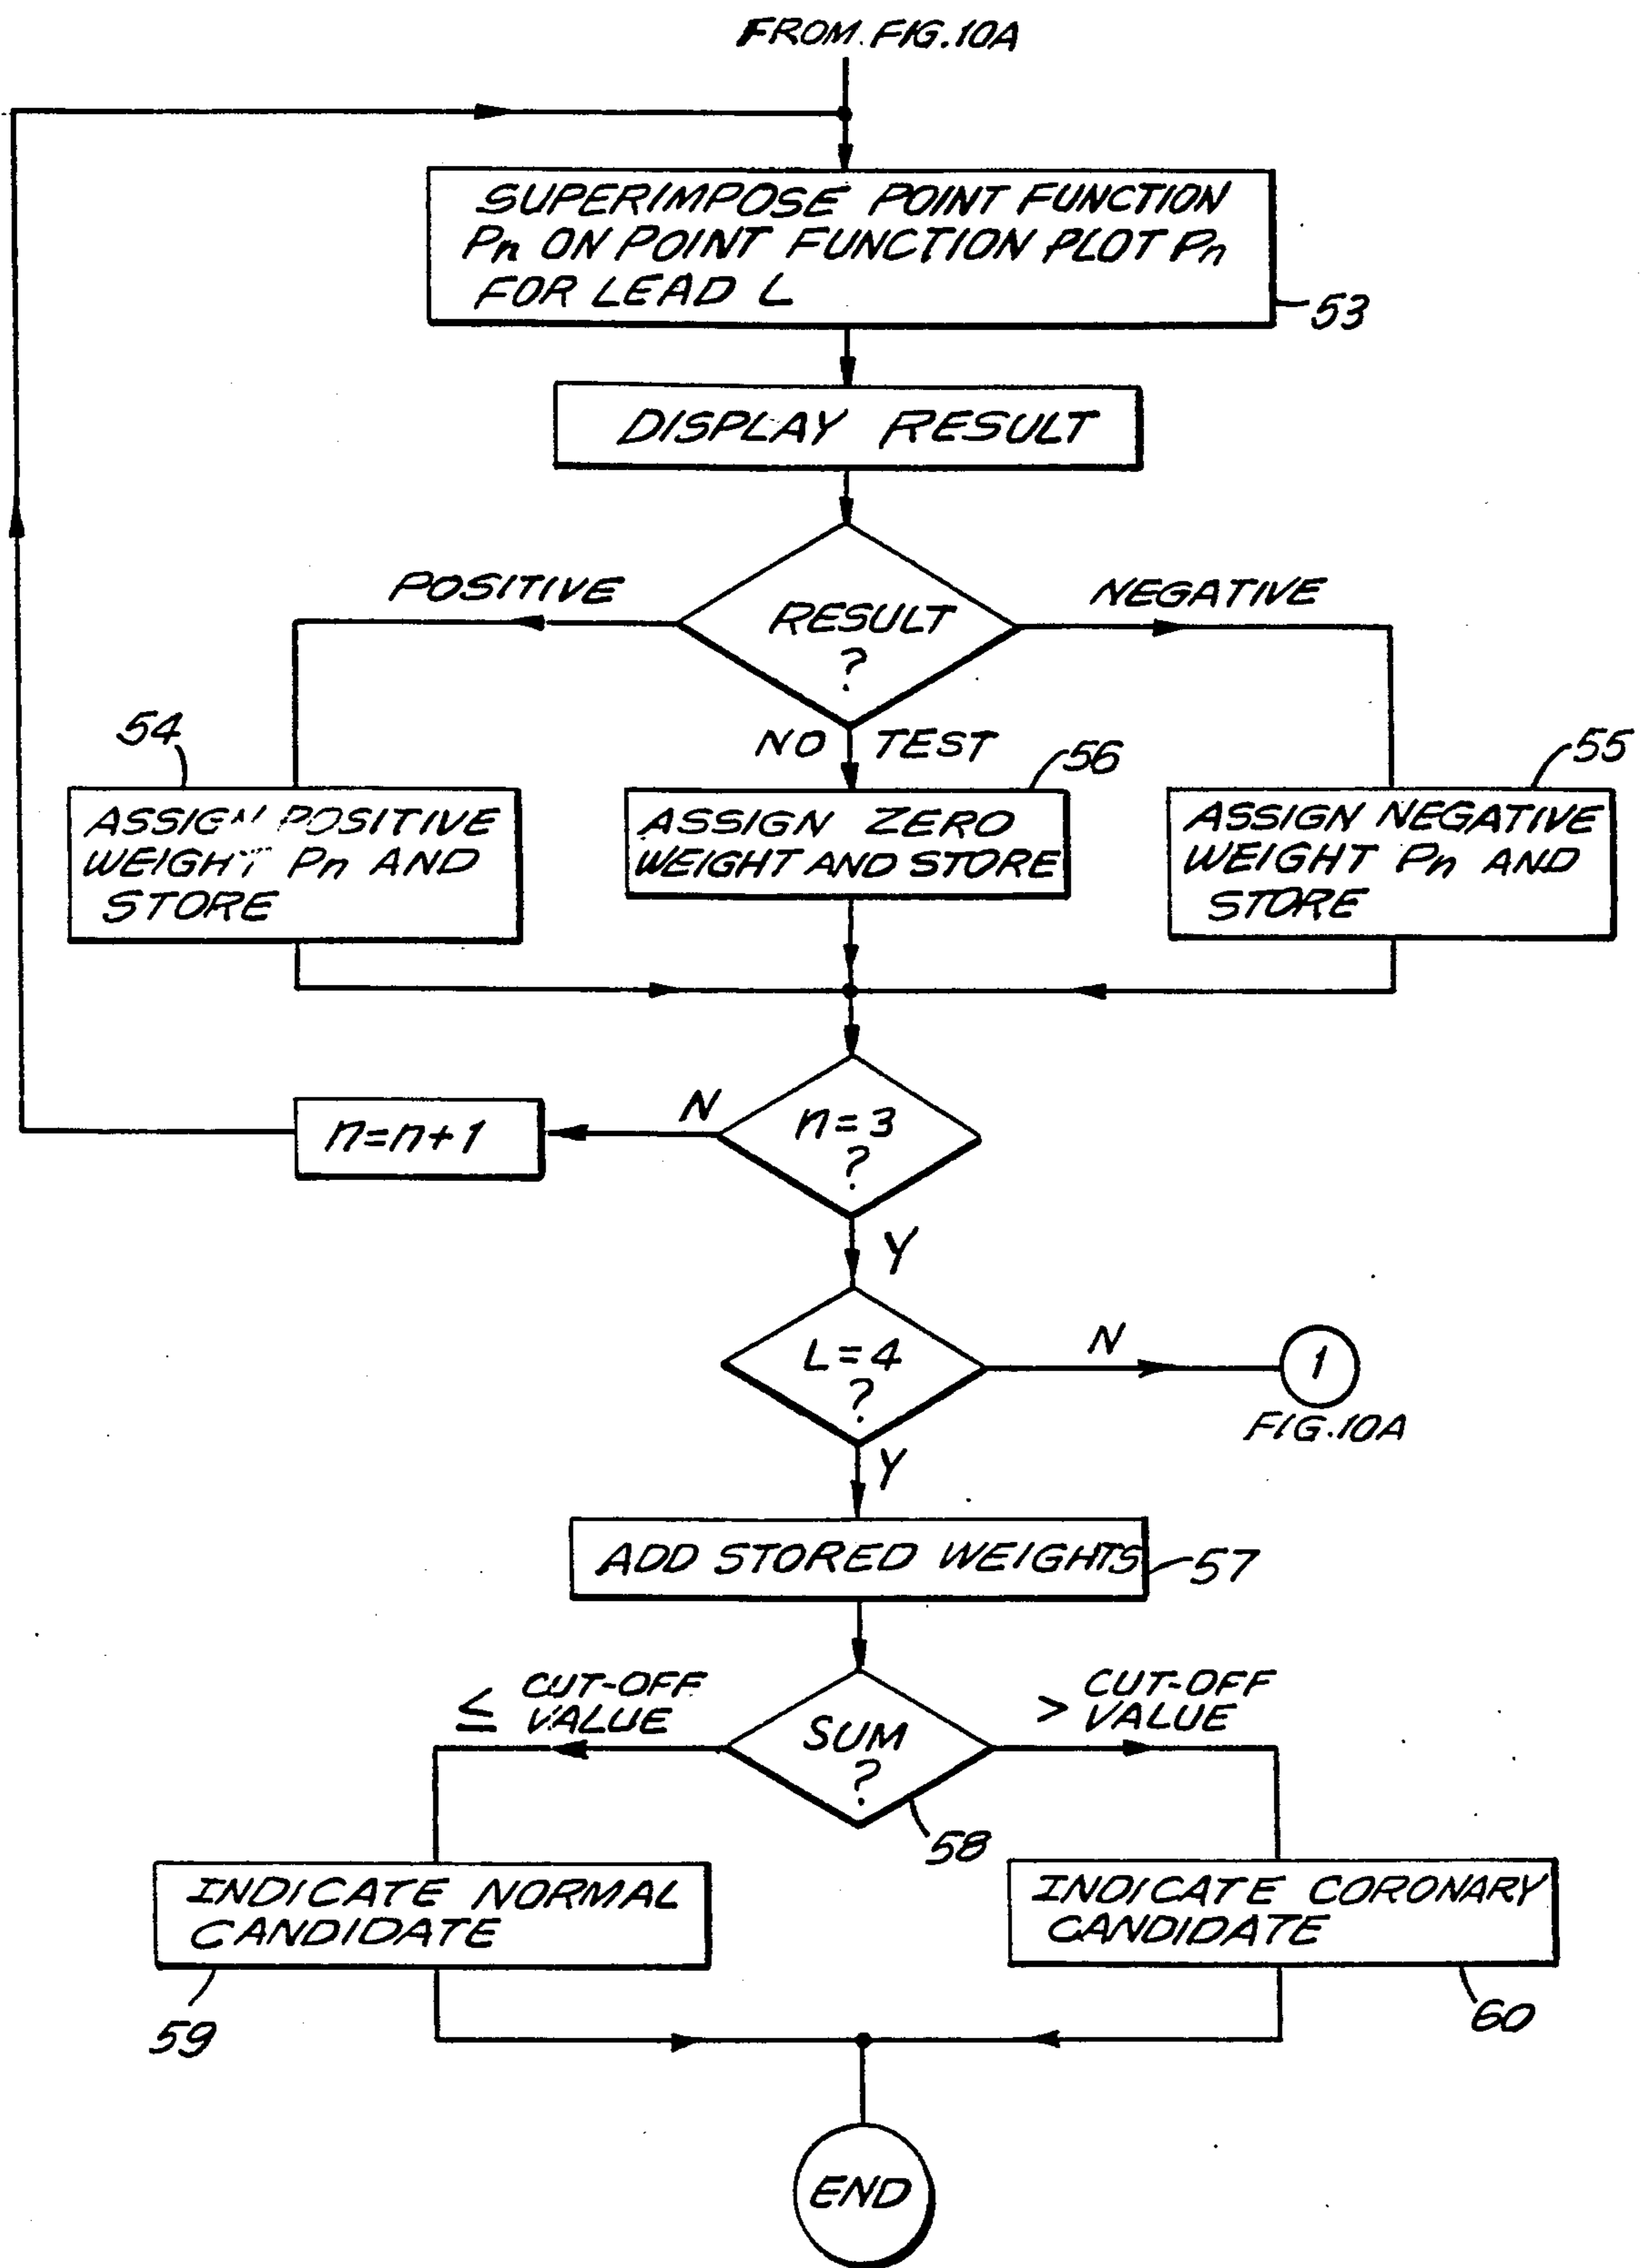 FROM FIG.10A
SUPERIMPOSE POINT FUNCTION
Pn ON POINT FUNCTION PLOT Pn
FOR LEAD L
53
DISPLAY RESULT
POSITIVE
RESULT
?
NEGATIVE
NO TEST
54
56
55
ASSIGN POSITIVE
WEIGHT Pn AND
STORE
ASSIGN ZERO
WEIGHT AND STORE
ASSIGN NEGATIVE
WEIGHT Pn AND
STORE
n=n+1
N
n=3
?
Y
L=4
?
N
1
FIG.10A
Y
ADD STORED WEIGHTS
57
≤ CUT-OFF
VALUE
SUM
?
> CUT-OFF
VALUE
58
INDICATE NORMAL
CANDIDATE
INDICATE CORONARY
CANDIDATE
59
60
END